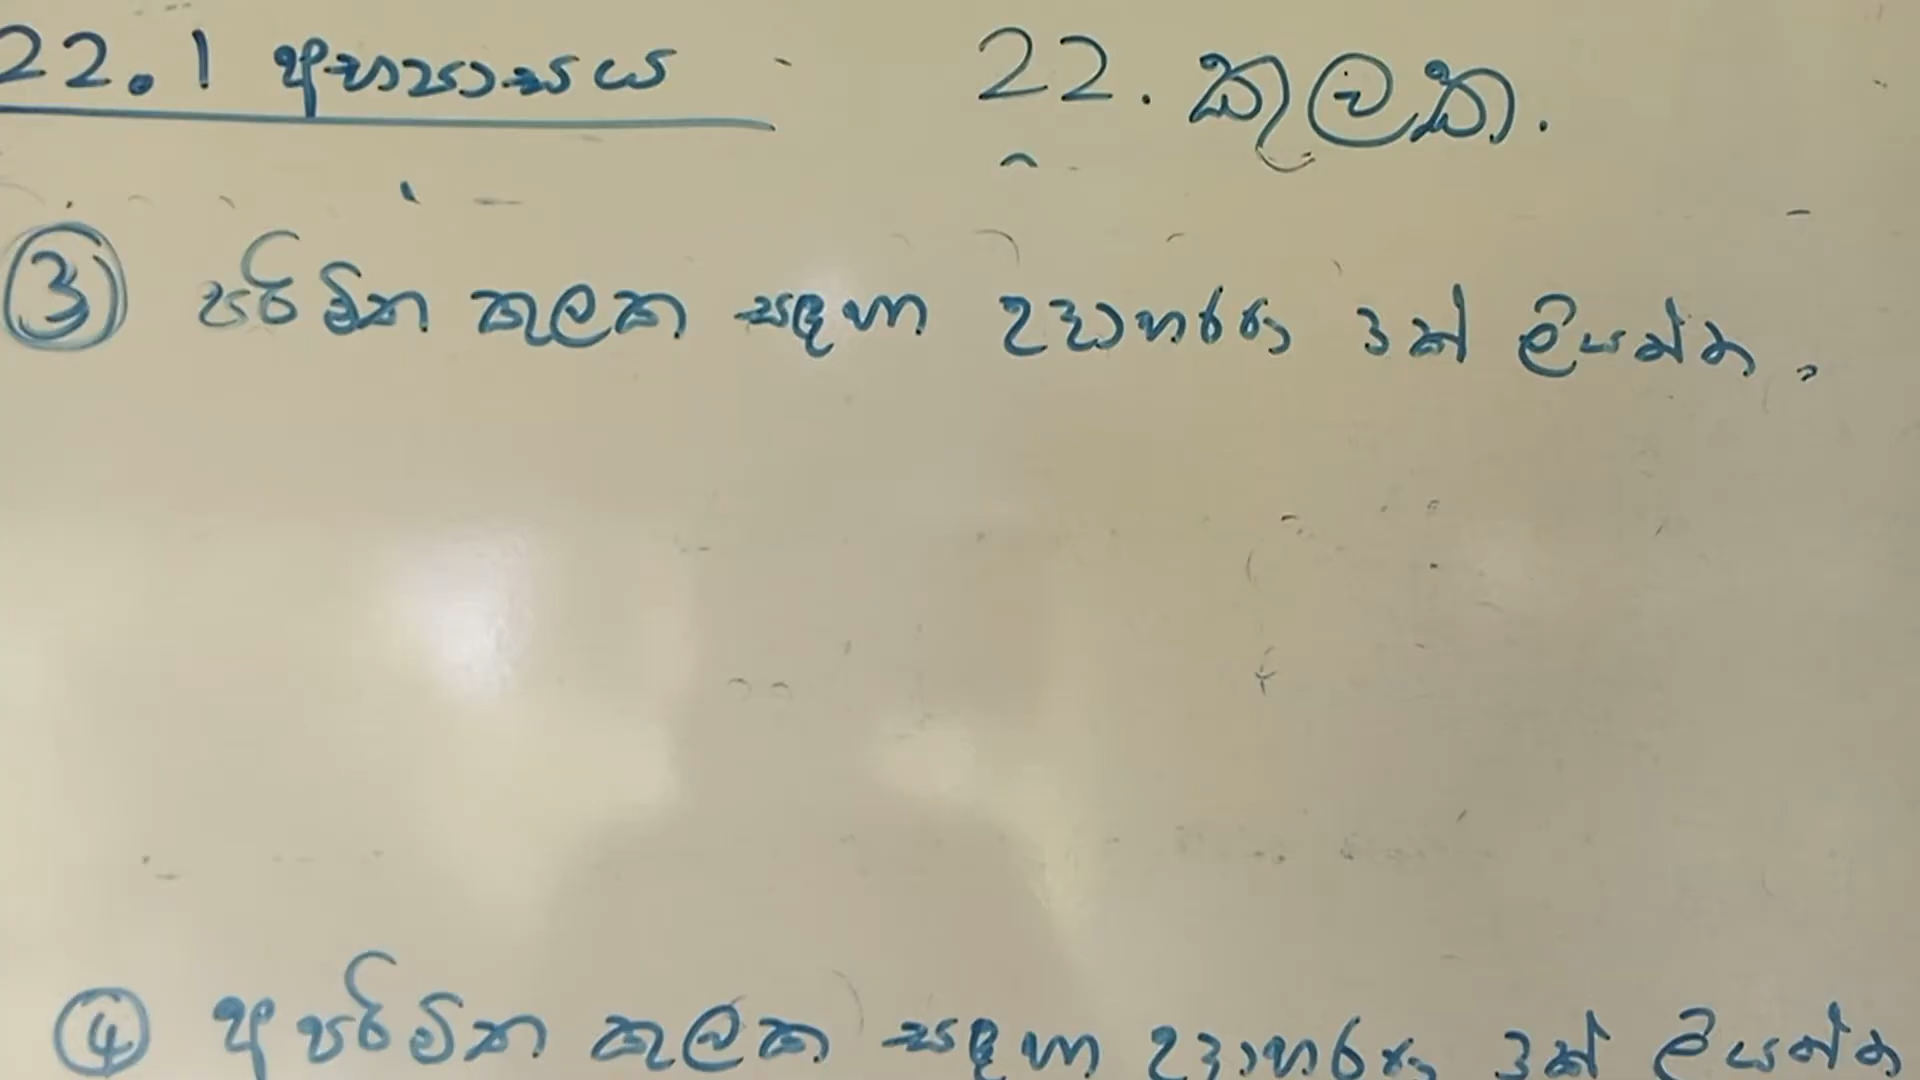 22.1 අභ්‍යාසය
22. කුලක.
③ පරිමිත කුලක සඳහා උදාහරණ 3ක් ලියන්න.
④ අපරිමිත කුලක සඳහා උදාහරණ 3ක් ලියන්න